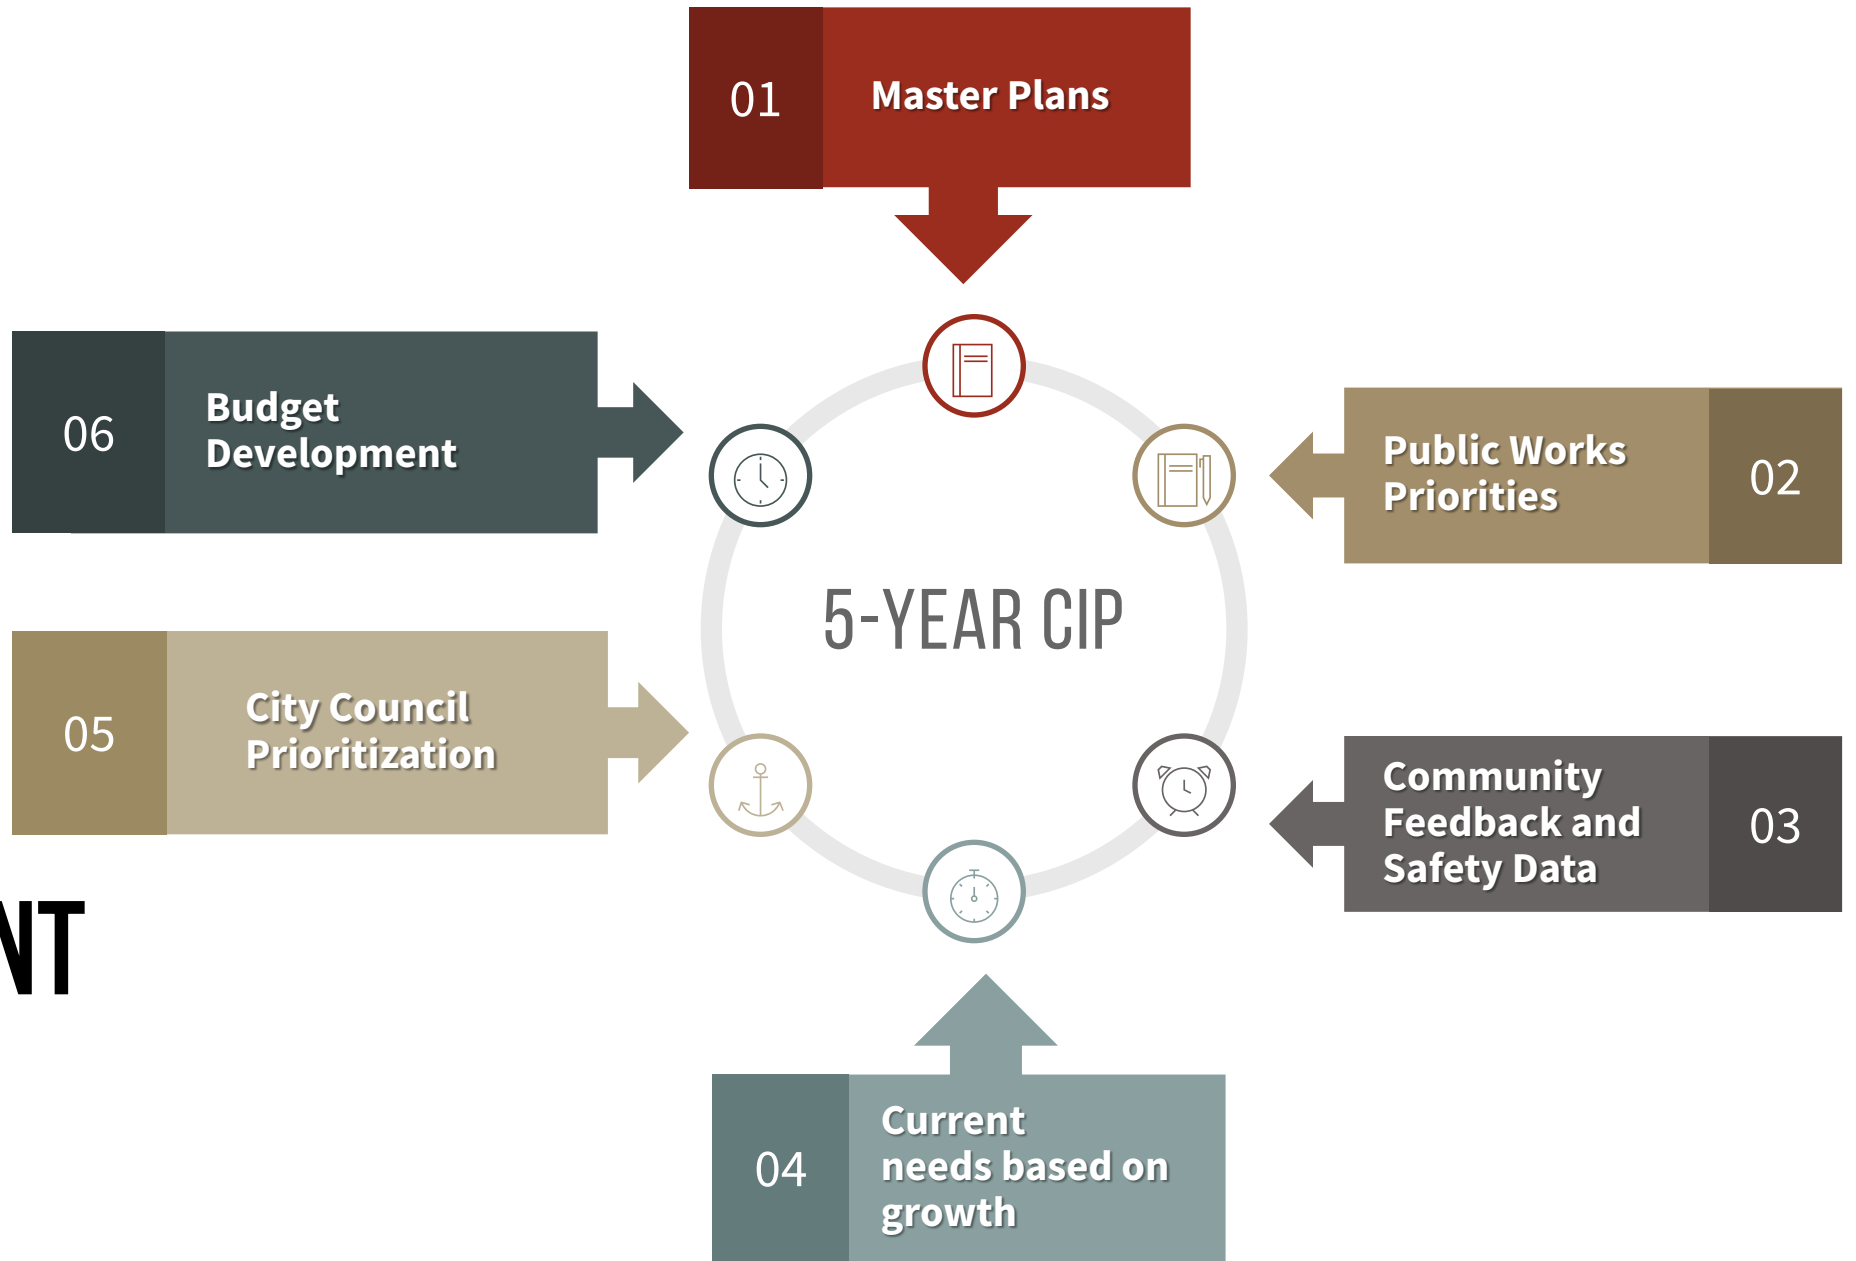 01
Master Plans
06
Budget
Development
02
Public Works
Priorities
5-YEAR CIP
05
City Council
Prioritization
03
Community
Feedback and
Safety Data
NT
04
Current
needs based on
growth